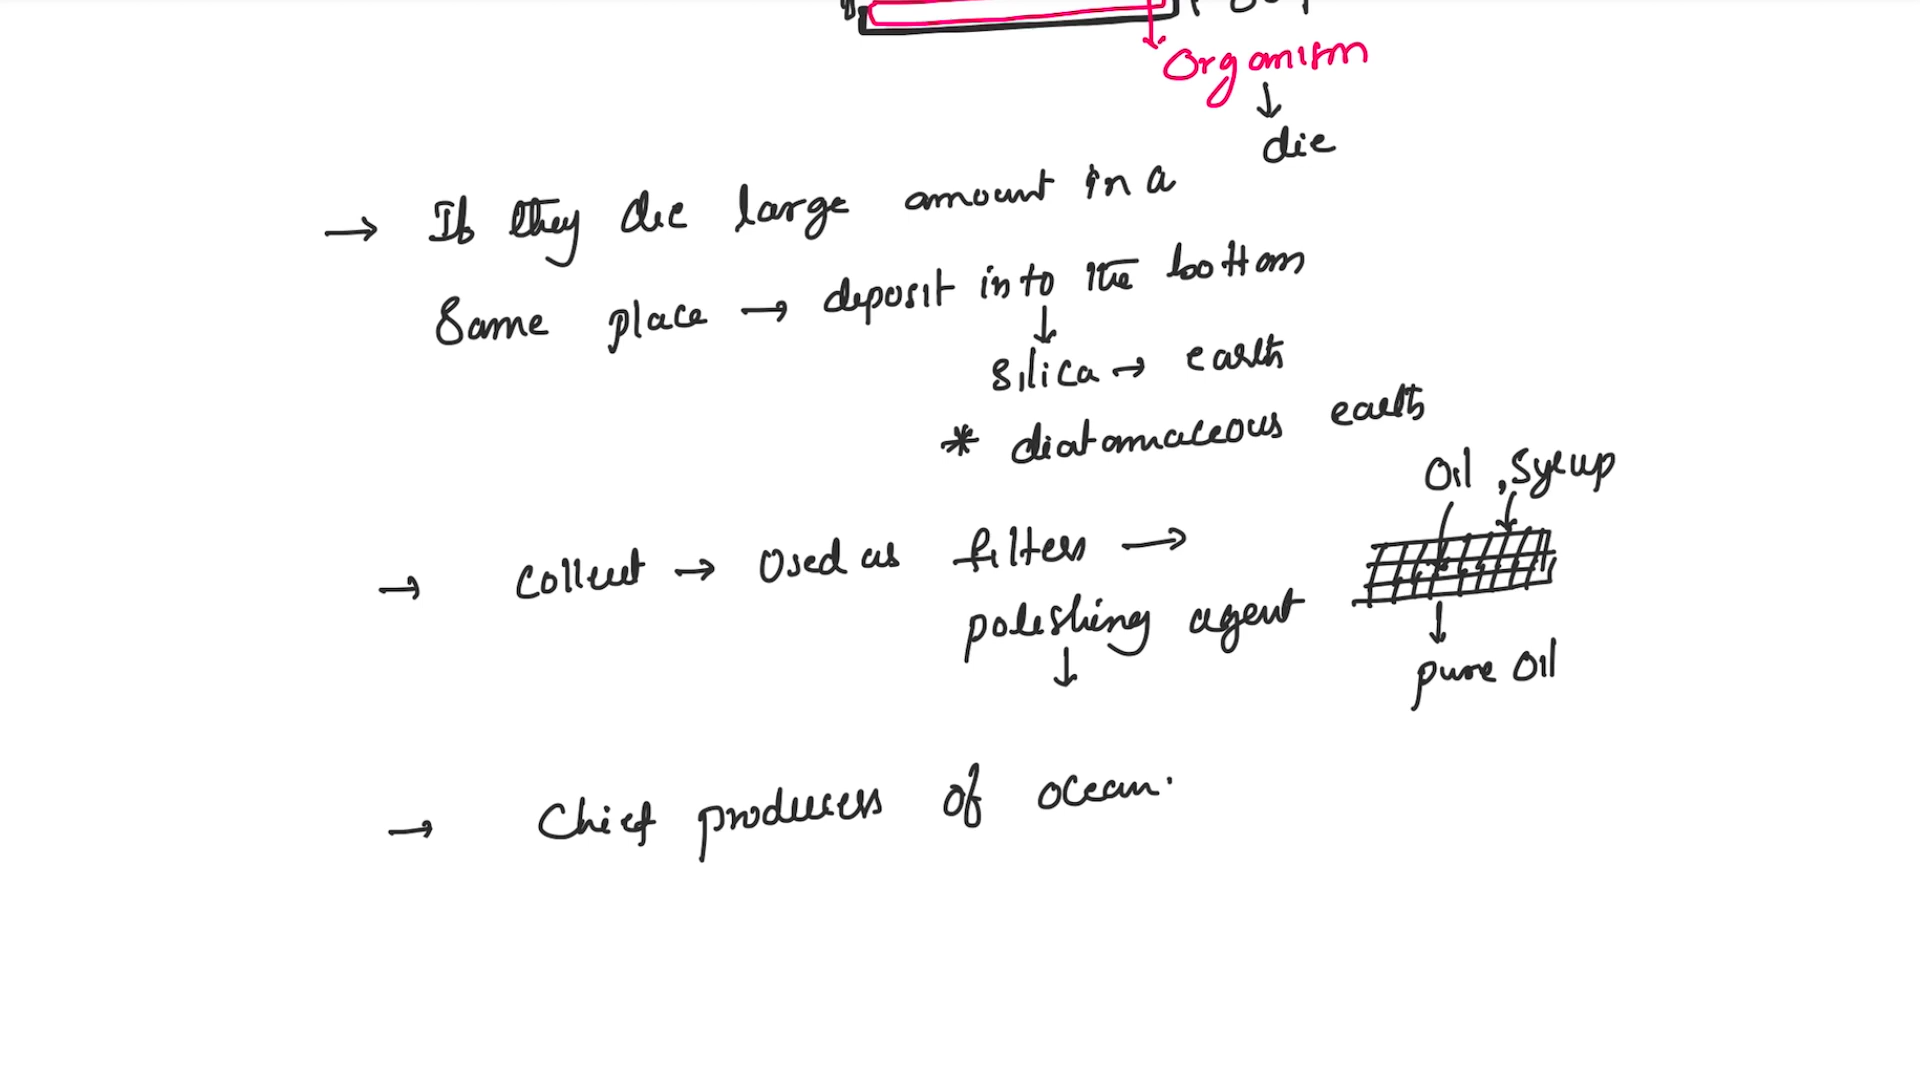 Organism
↓
die
→ If they die large amount in a
Same place → deposit into the bottom
↓
Silica → earth
* diatomaceous earth
Oil , Syrup
→ Collect → Used as filters →
polishing agent
↓
↓
pure Oil
→ Chief producers of ocean.